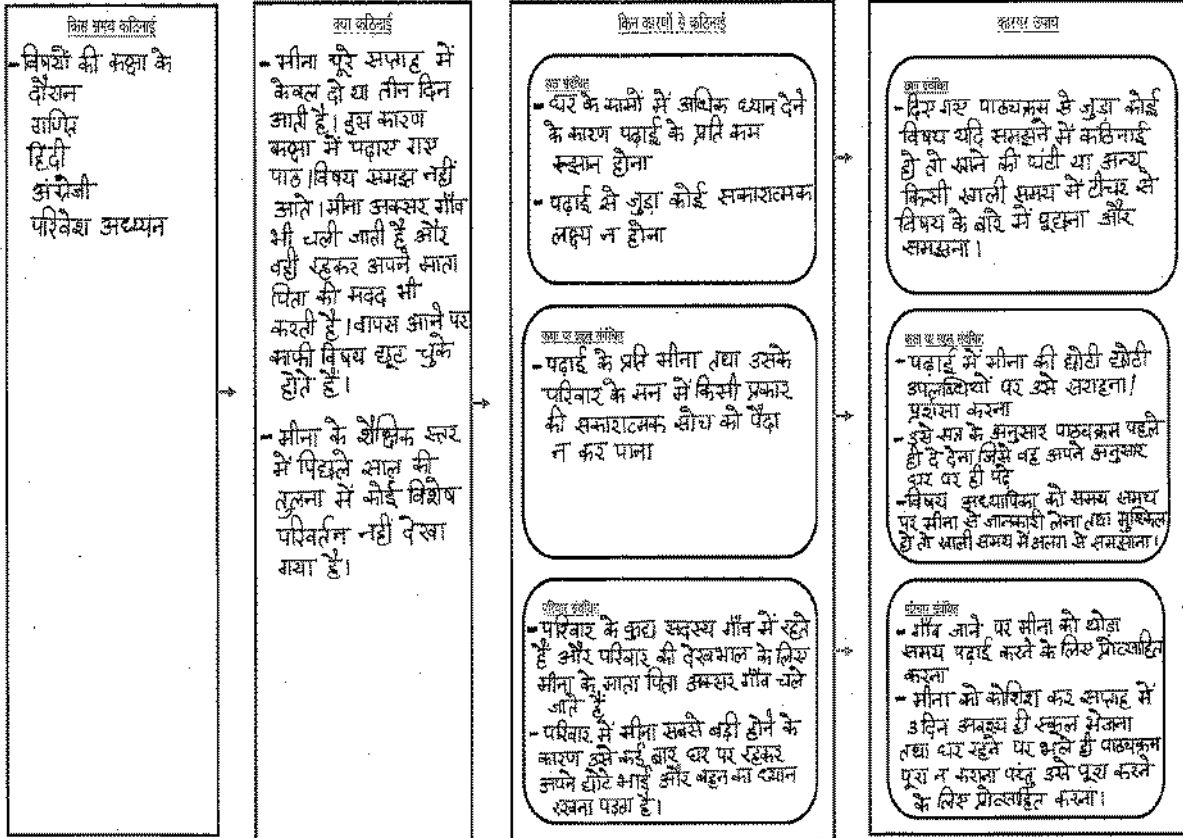 किस समय कठिनाई
- विषयों की कक्षा के
दौरान
गणित
हिंदी
अंग्रेजी
परिवेश अध्ययन
क्या कठिनाई
- मीना पूरे सप्ताह में
केवल दो या तीन दिन
आती है। इस कारण
कक्षा में पढ़ाए गए
पाठ/विषय समझ नहीं
आते। मीना अक्सर गाँव
भी चली जाती है और
वही रहकर अपने माता
पिता की मदद भी
करती है। वापस आने पर
काफी विषय छूट चुके
होते हैं।
- मीना के शैक्षिक स्तर
में पिछले साल की
तुलना में कोई विशेष
परिवर्तन नही देखा
गया है।
किन कारणों से कठिनाई
छात्र संबंधित
- घर के कामों में अधिक ध्यान देने
के कारण पढ़ाई के प्रति कम
रुझान होना
- पढ़ाई से जुड़ा कोई सकारात्मक
लक्ष्य न होना
कक्षा एवं स्कूल संबंधित
- पढ़ाई के प्रति मीना तथा उसके
परिवार के मन में किसी प्रकार
की सकारात्मक सोच को पैदा
न कर पाना
परिवार संबंधित
- परिवार के कुछ सदस्य गाँव में रहते
हैं और परिवार की देखभाल के लिए
मीना के माता पिता अक्सर गाँव चले
जाते हैं
- परिवार में मीना सबसे बड़ी होने के
कारण उसे कई बार घर पर रहकर
अपने छोटे भाई और बहन का ध्यान
रखना पड़ता है।
कारगर उपाय
छात्र संबंधित
- दिए गए पाठ्यक्रम से जुड़ा कोई
विषय यदि समझने में कठिनाई
हो तो खाने की घंटी या अन्य
किसी खाली समय में टीचर से
विषय के बारे में पूछना और
समझना।
कक्षा एवं स्कूल संबंधित
- पढ़ाई में मीना की छोटी छोटी
उपलब्धियों पर उसे सराहना/
प्रशंसा करना
- उसे सत्र के अनुसार पाठ्यक्रम पहले
ही दे देना जिसे वह अपने अनुसार
घर पर ही पढ़े
- विषय अध्यापिका को समय समय
पर मीना से जानकारी लेना तथा मुश्किल
हो तो खाली समय में अलग से समझाना।
परिवार संबंधित
- गाँव जाने पर मीना को थोड़ा
समय पढ़ाई करने के लिए प्रोत्साहित
करना
- मीना को कोशिश कर सप्ताह में
3 दिन अवश्य ही स्कूल भेजना
तथा घर रहने पर भले ही पाठ्यक्रम
पूरा न कराना परंतु उसे पूरा करने
के लिए प्रोत्साहित करना।